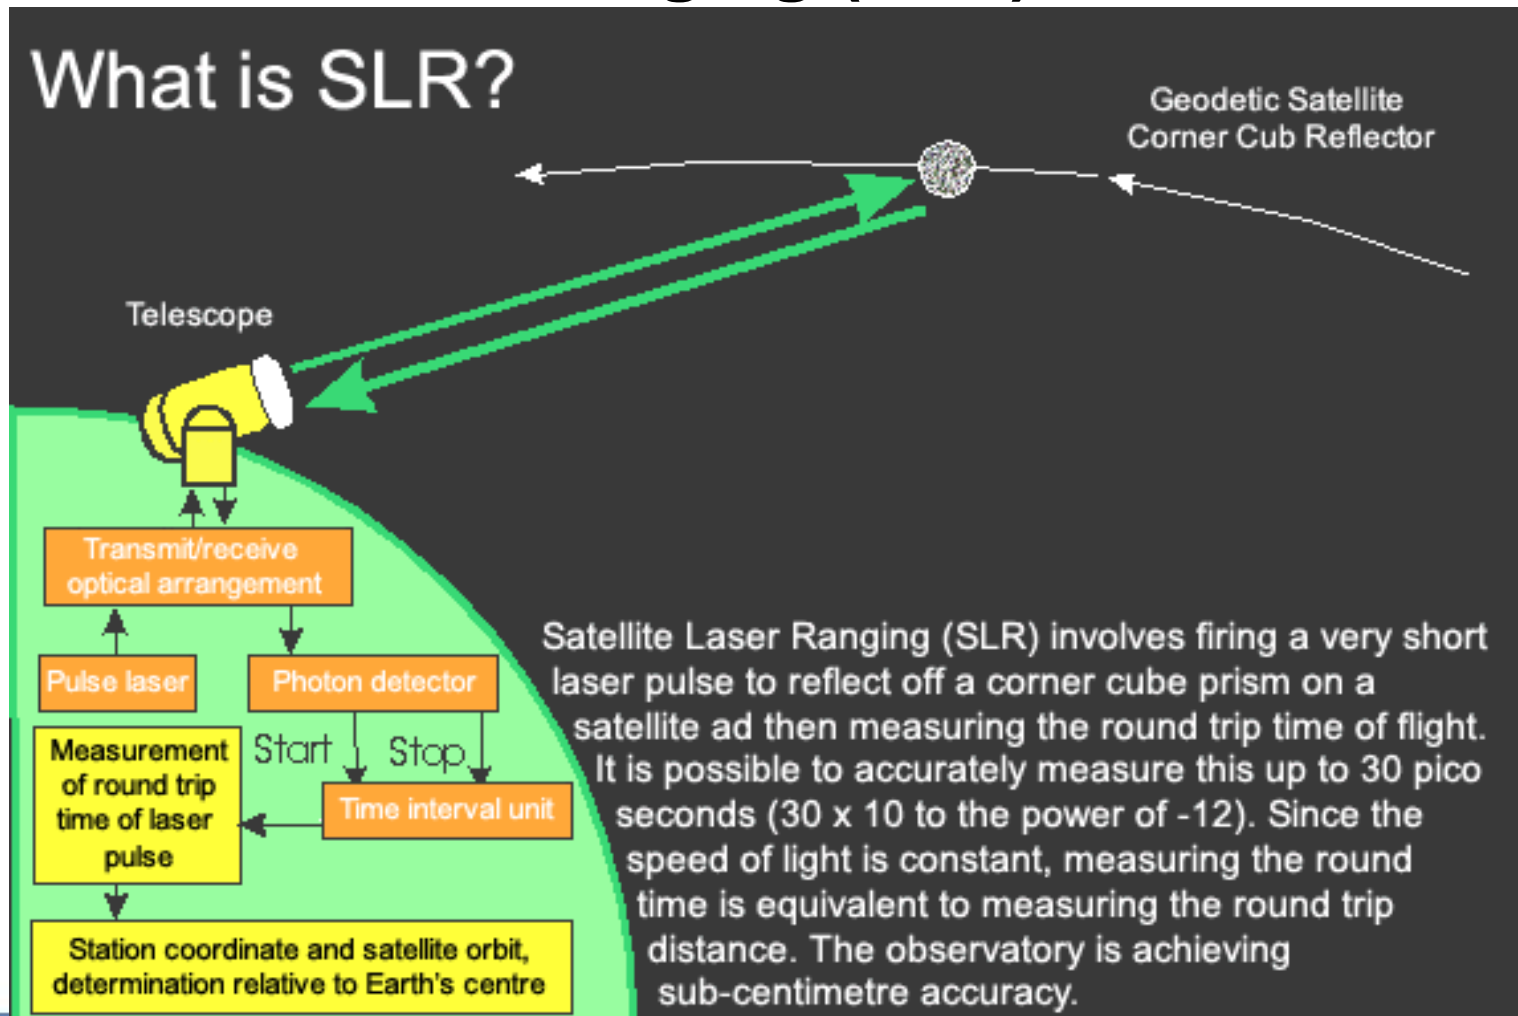 What is SLR?
Geodetic Satellite
Corner Cub Reflector
Telescope
Transmit/receive
optical arrangement
Pulse laser
Photon detector
Start
Stop
Measurement
of round trip
time of laser
pulse
Time interval unit
Station coordinate and satellite orbit,
determination relative to Earth's centre
Satellite Laser Ranging (SLR) involves firing a very short
laser pulse to reflect off a corner cube prism on a
satellite ad then measuring the round trip time of flight.
It is possible to accurately measure this up to 30 pico
seconds (30 x 10 to the power of -12). Since the
speed of light is constant, measuring the round
time is equivalent to measuring the round trip
distance. The observatory is achieving
sub-centimetre accuracy.